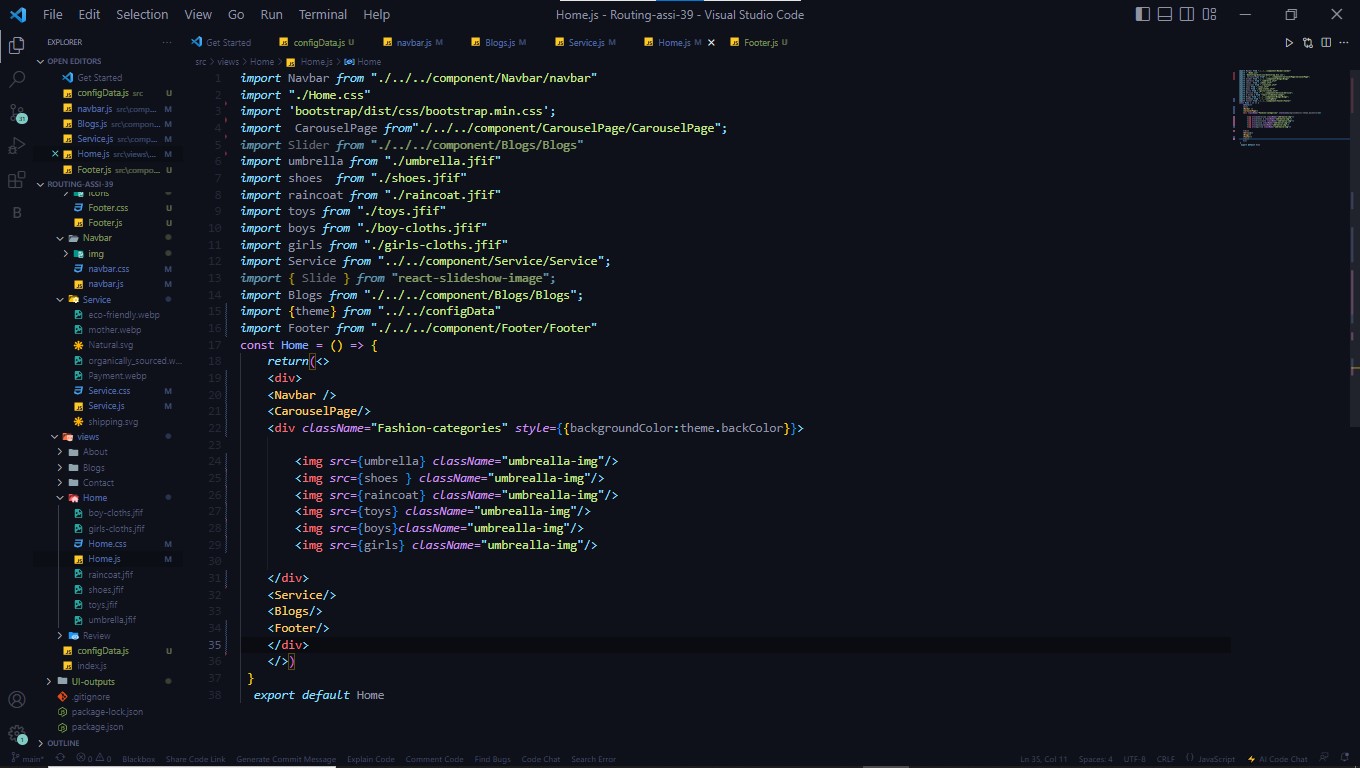 File Edit Selection View Go Run Terminal Help
Home.js - Routing-assi-39 - Visual Studio Code
EXPLORER
OPEN EDITORS
Get Started
configData.js src U
navbar.js src\comp... M
Blogs.js src\compon... M
Service.js src\comp... M
Home.js src\views\... M
Footer.js src\compo... U
ROUTING-ASSI-39
icons
Footer.css U
Footer.js U
Navbar
img
navbar.css M
navbar.js M
Service
eco-friendly.webp
mother.webp
Natural.svg
organically_sourced.w...
Payment.webp
Service.css M
Service.js M
shipping.svg
views
About
Blogs
Contact
Home
boy-cloths.jfif
girls-cloths.jfif
Home.css M
Home.js M
raincoat.jfif
shoes.jfif
toys.jfif
umbrella.jfif
Review
configData.js U
index.js
UI-outputs
.gitignore
package-lock.json
package.json
OUTLINE
Get Started configData.js U navbar.js M Blogs.js M Service.js M Home.js M Footer.js U
src > views > Home > Home.js > Home
1 import Navbar from "./../../component/Navbar/navbar"
2 import "./Home.css"
3 import 'bootstrap/dist/css/bootstrap.min.css';
4 import  CarouselPage from"./../../component/CarouselPage/CarouselPage";
5 import Slider from "./../../component/Blogs/Blogs"
6 import umbrella from "./umbrella.jfif"
7 import shoes  from "./shoes.jfif"
8 import raincoat from "./raincoat.jfif"
9 import toys from "./toys.jfif"
10 import boys from "./boy-cloths.jfif"
11 import girls from "./girls-cloths.jfif"
12 import Service from "../../component/Service/Service";
13 import { Slide } from "react-slideshow-image";
14 import Blogs from "./../../component/Blogs/Blogs";
15 import {theme} from "../../configData"
16 import Footer from "./../../component/Footer/Footer"
17 const Home = () => {
18 return(<>
19 <div>
20 <Navbar />
21 <CarouselPage/>
22 <div className="Fashion-categories" style={{backgroundColor:theme.backColor}}>
23
24 <img src={umbrella} className="umbrealla-img"/>
25 <img src={shoes } className="umbrealla-img"/>
26 <img src={raincoat} className="umbrealla-img"/>
27 <img src={toys} className="umbrealla-img"/>
28 <img src={boys}className="umbrealla-img"/>
29 <img src={girls} className="umbrealla-img"/>
30
31 </div>
32 <Service/>
33 <Blogs/>
34 <Footer/>
35 </div>
36 </>)
37 }
38 export default Home
main* 0 0 Blackbox Share Code Link Generate Commit Message Explain Code Comment Code Find Bugs Code Chat Search Error Ln 35, Col 11 Spaces: 4 UTF-8 CRLF JavaScript AI Code Chat